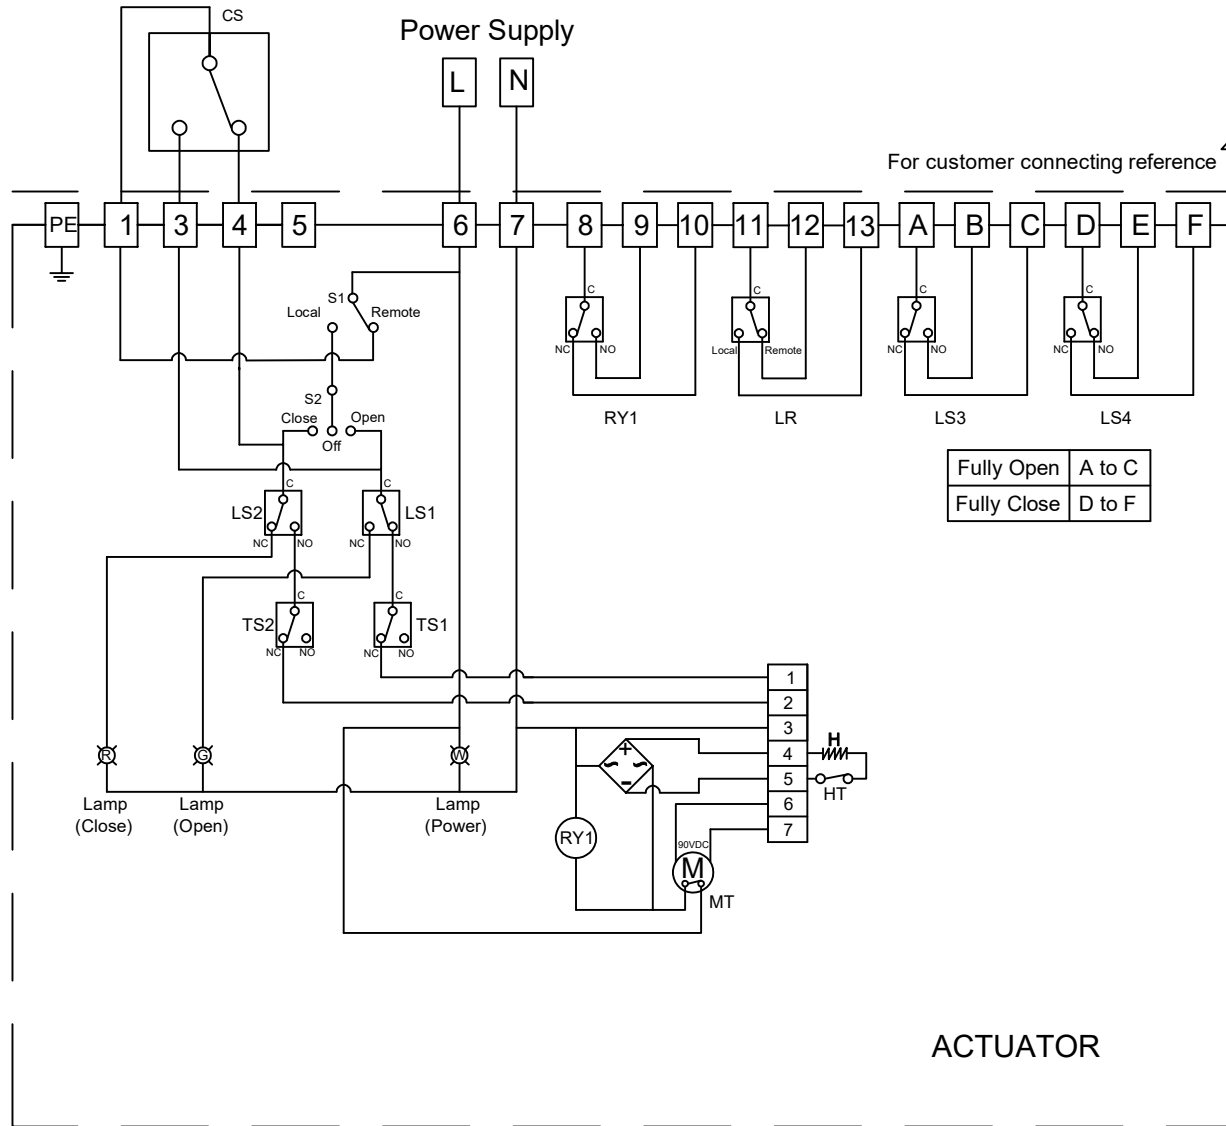 CS
Power Supply
L N
For customer connecting reference
PE 1 3 4 5 6 7 8 9 10 11 12 13 A B C D E F
S1
Local Remote
C C C C
NC NO Local Remote NC NO NC NO
RY1 LR LS3 LS4
S2
Close Open
Off
Fully Open A to C
Fully Close D to F
C C
LS2 LS1
NC NO NC NO
C C
TS2 TS1
NC NO NC NO
1
2
3
4 H
5 HT
6
7
R G W
+
-
Lamp (Close)
Lamp (Open)
Lamp (Power)
RY1
90VDC
M
MT
ACTUATOR